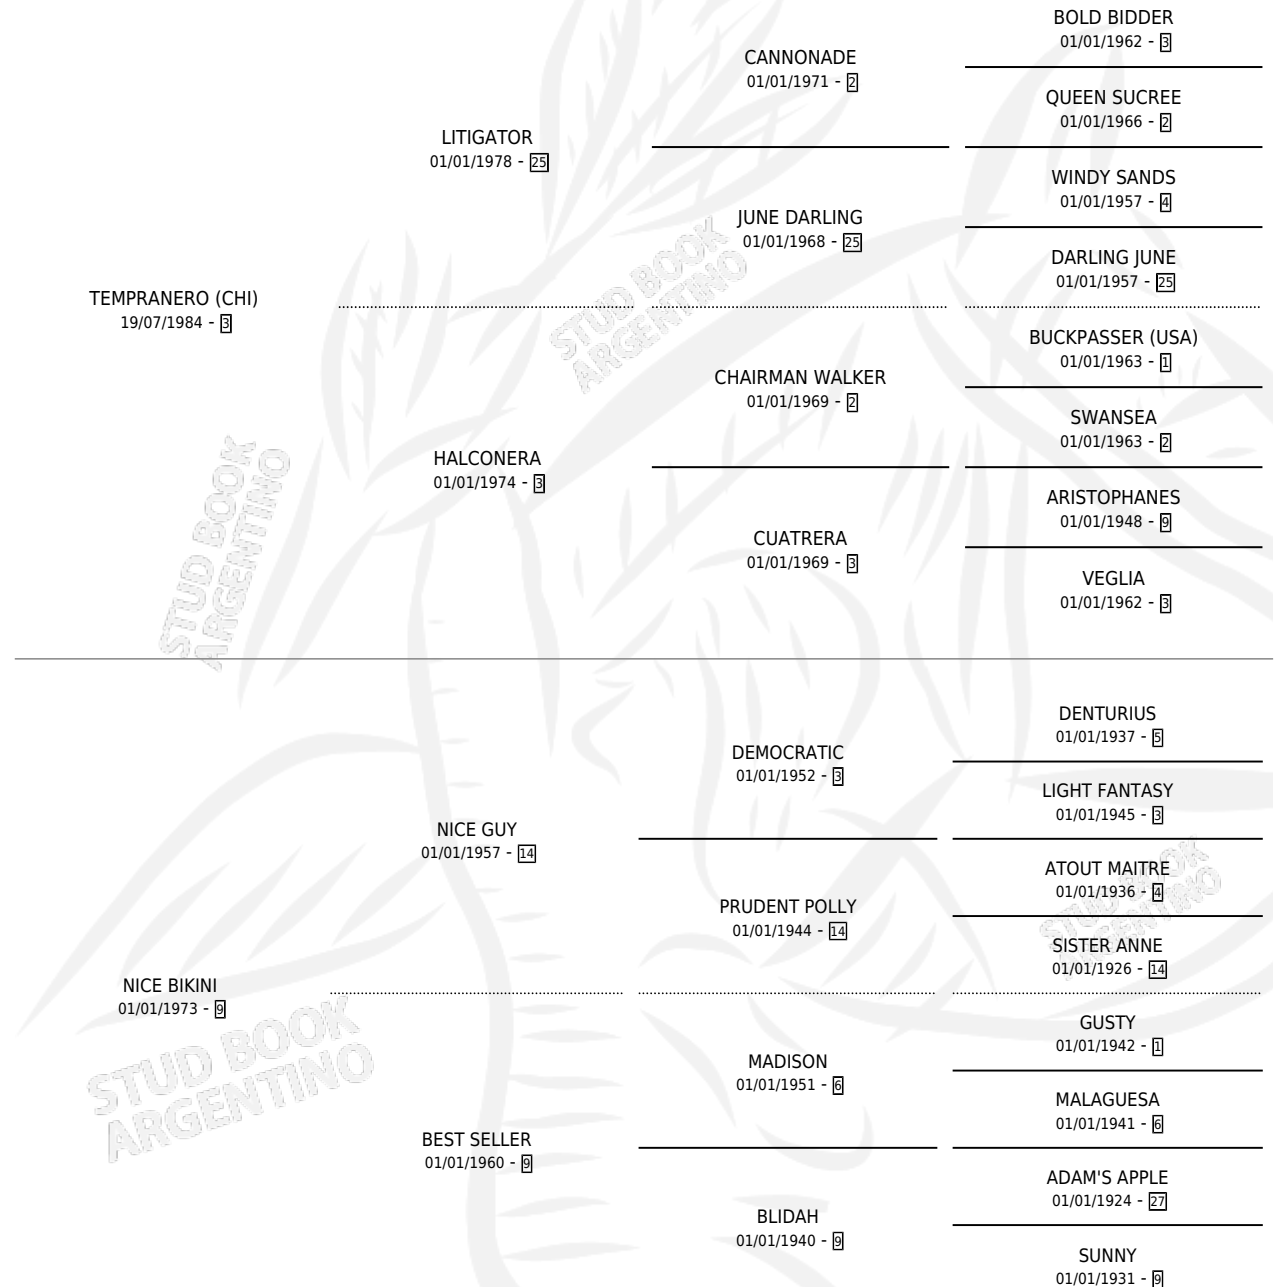 BOLD BIDDER
01/01/1962 - 3
CANNONADE
01/01/1971 - 2
QUEEN SUCREE
01/01/1966 - 2
LITIGATOR
01/01/1978 - 25
WINDY SANDS
01/01/1957 - 4
JUNE DARLING
01/01/1968 - 25
DARLING JUNE
01/01/1957 - 25
TEMPRANERO (CHI)
19/07/1984 - 3
STUD BOOK
ARGENTINO
BUCKPASSER (USA)
01/01/1963 - 1
CHAIRMAN WALKER
01/01/1969 - 2
SWANSEA
01/01/1963 - 2
HALCONERA
01/01/1974 - 3
ARISTOPHANES
01/01/1948 - 9
CUATRERA
01/01/1969 - 3
VEGLIA
01/01/1962 - 3
STUD BOOK
ARGENTINO
DENTURIUS
01/01/1937 - 5
DEMOCRATIC
01/01/1952 - 3
LIGHT FANTASY
01/01/1945 - 3
NICE GUY
01/01/1957 - 14
ATOUT MAITRE
01/01/1936 - 4
STUD BOOK
ARGENTINO
PRUDENT POLLY
01/01/1944 - 14
SISTER ANNE
01/01/1926 - 14
NICE BIKINI
01/01/1973 - 9
STUD BOOK
ARGENTINO
GUSTY
01/01/1942 - 1
MADISON
01/01/1951 - 6
MALAGUESA
01/01/1941 - 6
BEST SELLER
01/01/1960 - 9
ADAM'S APPLE
01/01/1924 - 27
BLIDAH
01/01/1940 - 9
SUNNY
01/01/1931 - 9